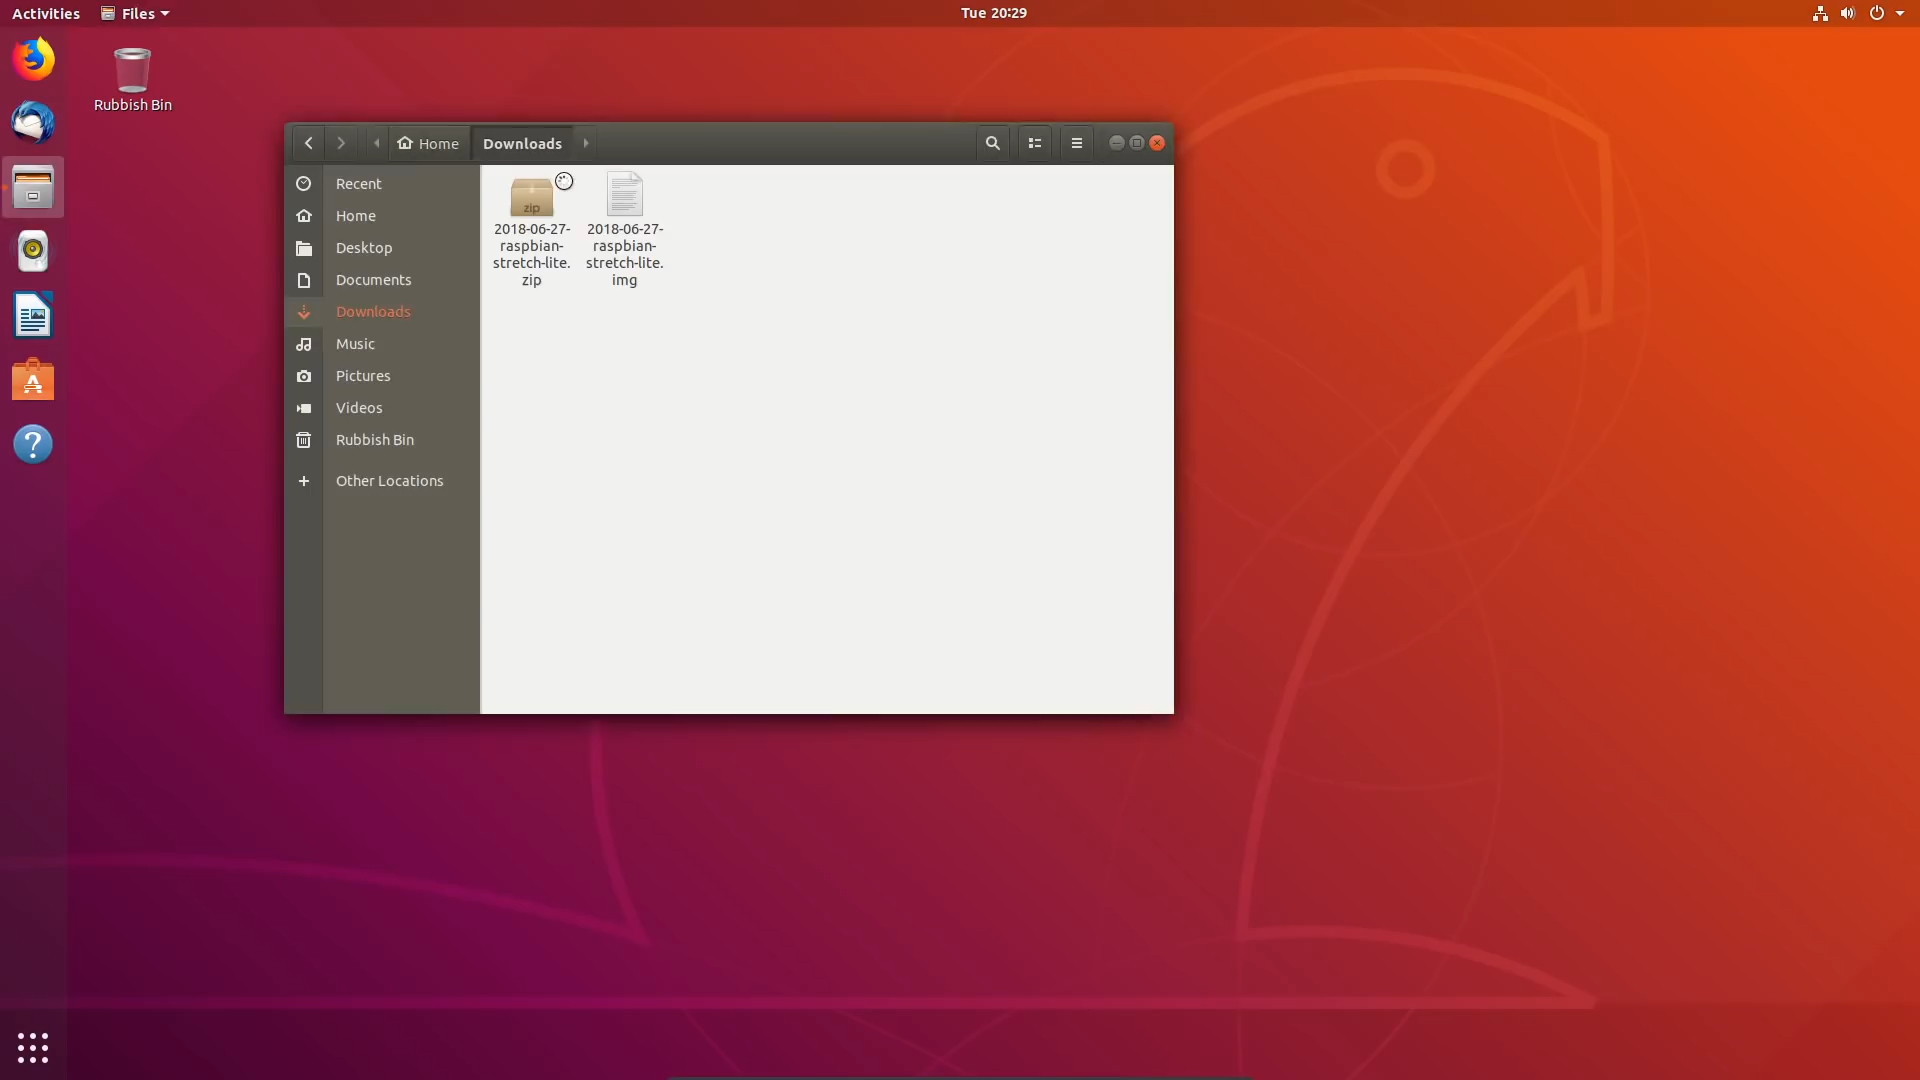 Activities
Files
Tue 20:29
Rubbish Bin
Home
Downloads
Recent
Home
Desktop
Documents
Downloads
Music
Pictures
Videos
Rubbish Bin
Other Locations
zip
2018-06-27-
raspbian-
stretch-lite.
zip
2018-06-27-
raspbian-
stretch-lite.
img